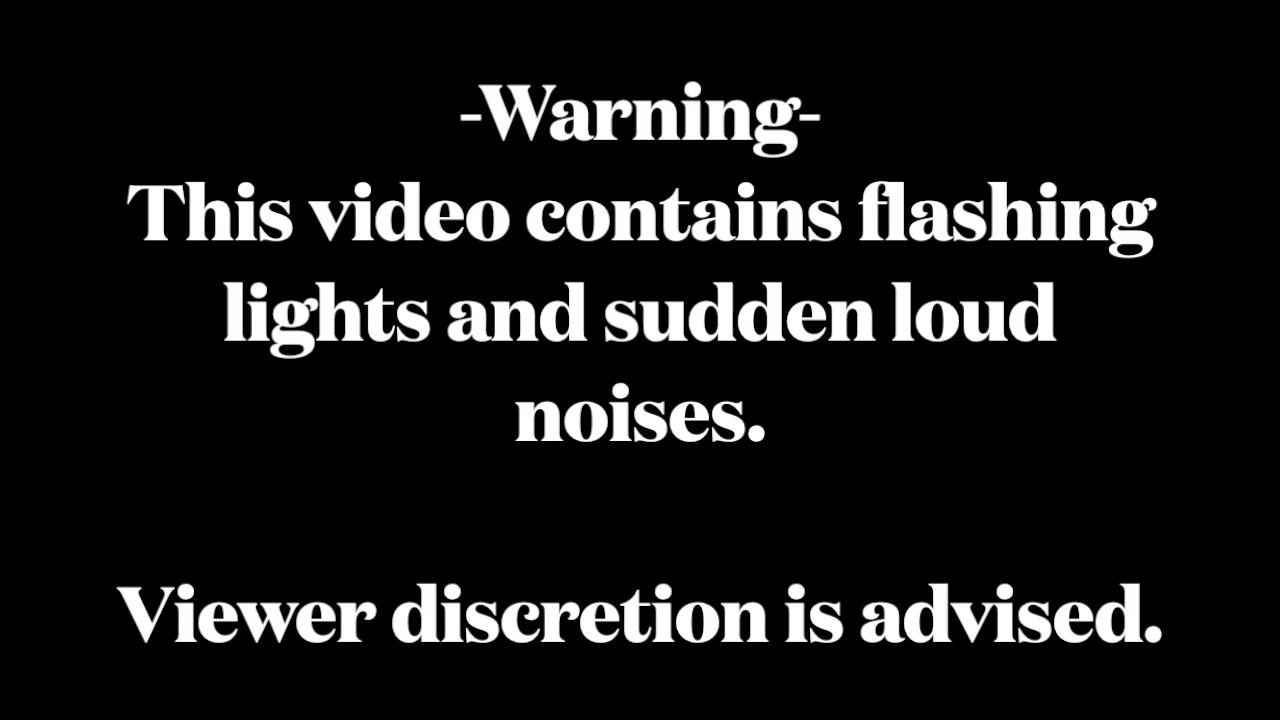 -Warning-
This video contains flashing
lights and sudden loud
noises.
Viewer discretion is advised.